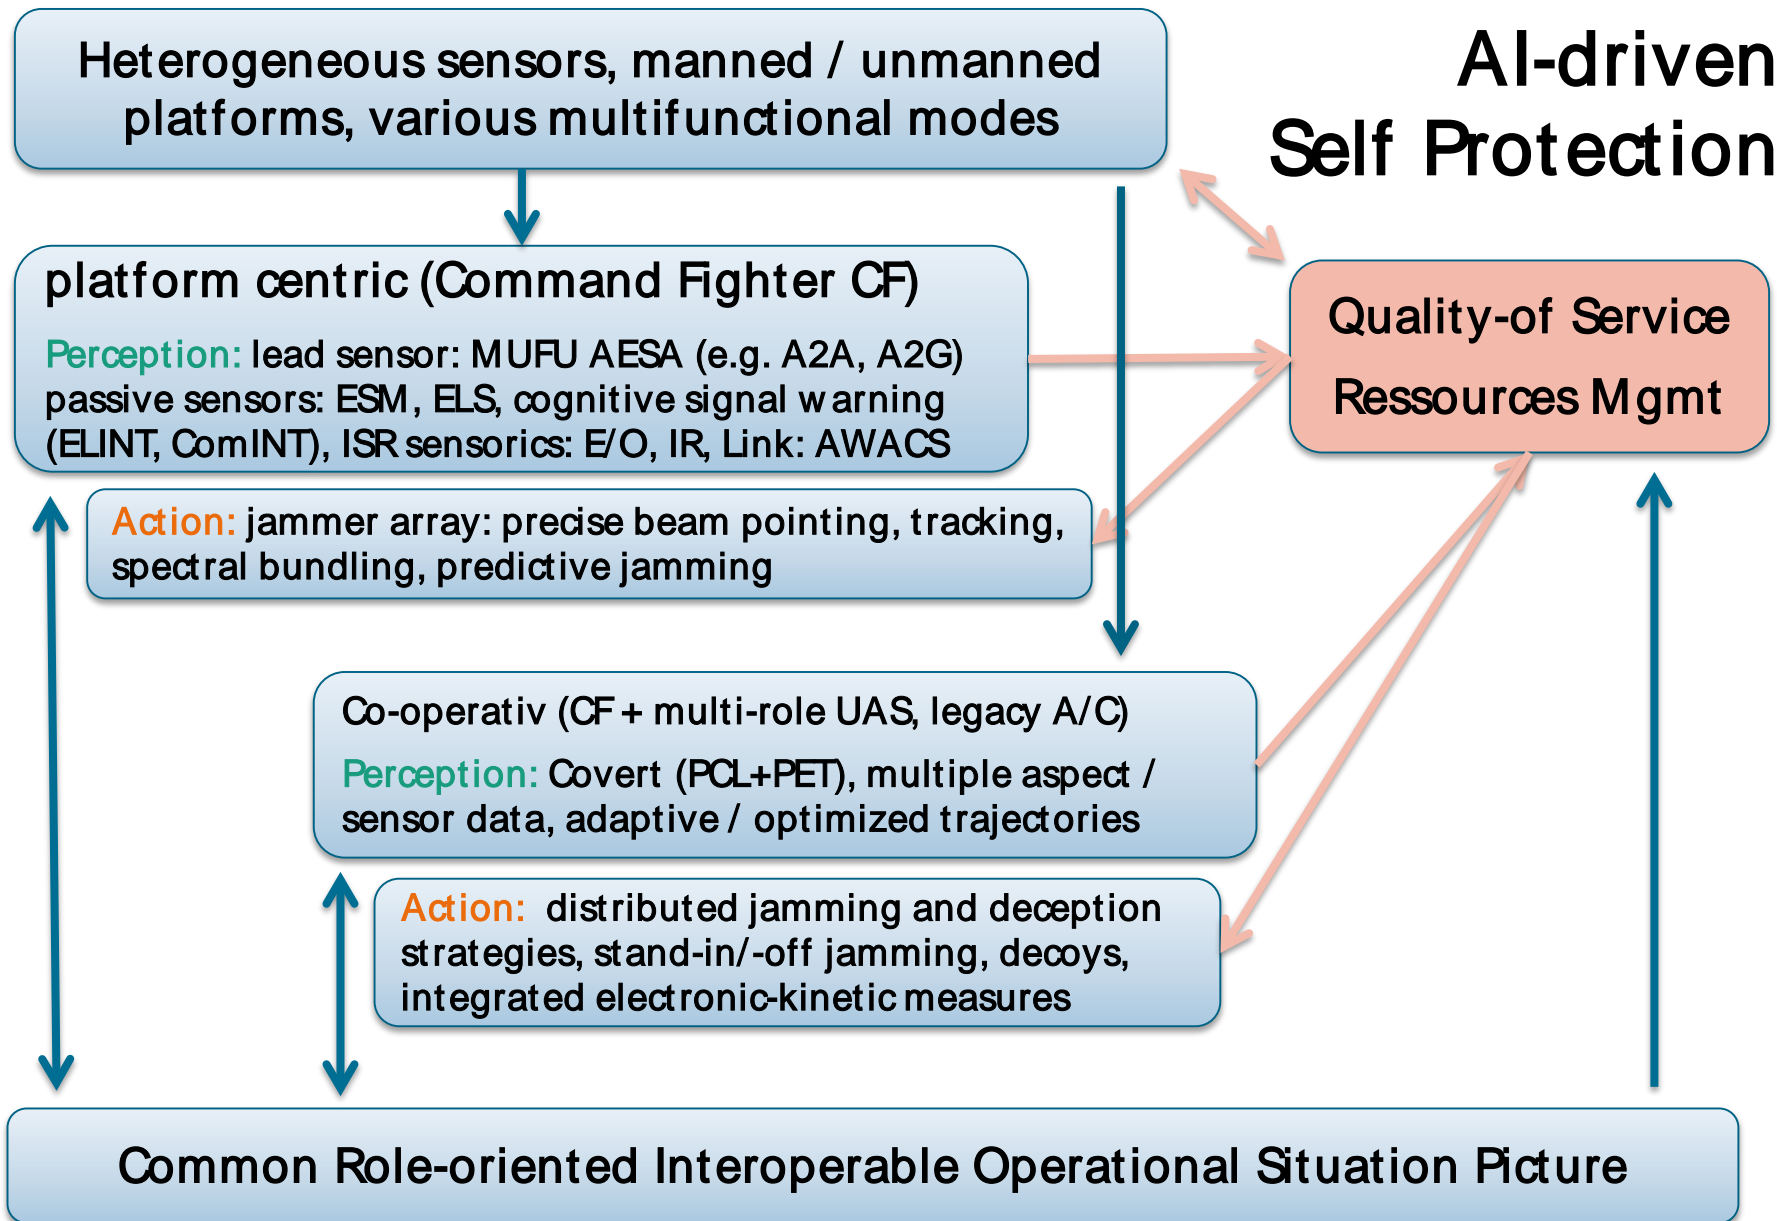 Heterogeneous sensors, manned / unmanned
platforms, various multifunctional modes
AI-driven
Self Protection
platform centric (Command Fighter CF)
Perception: lead sensor: MUFU AESA (e.g. A2A, A2G)
passive sensors: ESM, ELS, cognitive signal warning
(ELINT, ComINT), ISR sensorics: E/O, IR, Link: AWACS
Quality-of Service
Ressources Mgmt
Action: jammer array: precise beam pointing, tracking,
spectral bundling, predictive jamming
Co-operativ (CF + multi-role UAS, legacy A/C)
Perception: Covert (PCL+PET), multiple aspect /
sensor data, adaptive / optimized trajectories
Action: distributed jamming and deception
strategies, stand-in/-off jamming, decoys,
integrated electronic-kinetic measures
Common Role-oriented Interoperable Operational Situation Picture